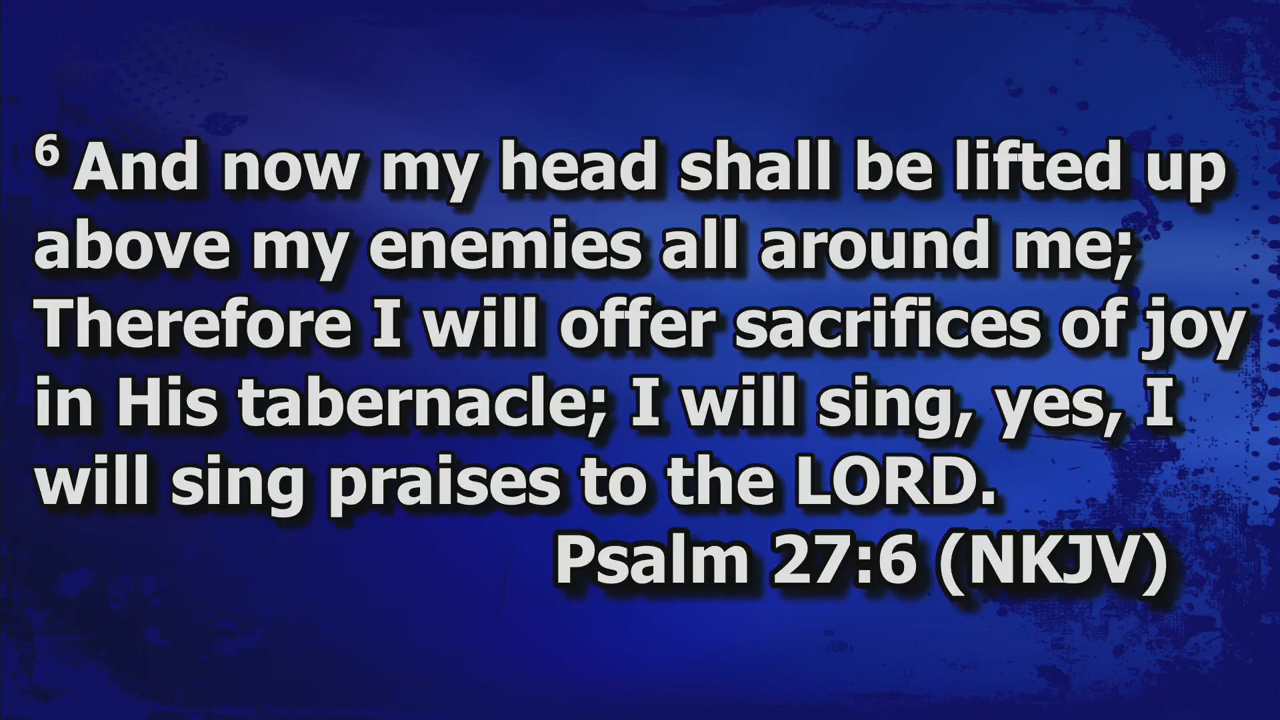 6 And now my head shall be lifted up
above my enemies all around me;
Therefore I will offer sacrifices of joy
in His tabernacle; I will sing, yes, I
will sing praises to the LORD.
Psalm 27:6 (NKJV)